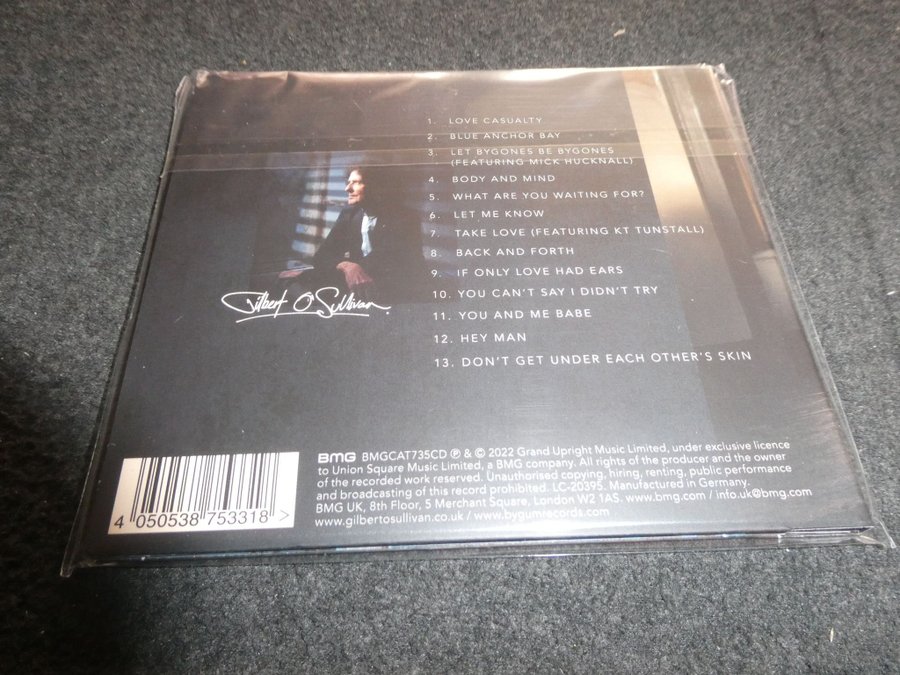 1. LOVE CASUALTY
2. BLUE ANCHOR BAY
3. LET BYGONES BE BYGONES
(FEATURING MICK HUCKNALL)
4. BODY AND MIND
5. WHAT ARE YOU WAITING FOR?
6. LET ME KNOW
7. TAKE LOVE (FEATURING KT TUNSTALL)
8. BACK AND FORTH
9. IF ONLY LOVE HAD EARS
10. YOU CAN'T SAY I DIDN'T TRY
11. YOU AND ME BABE
12. HEY MAN
13. DON'T GET UNDER EACH OTHER'S SKIN
Gilbert O'Sullivan
BMG BMGCAT735CD ℗ & © 2022 Grand Upright Music Limited, under exclusive licence
to Union Square Music Limited, a BMG company. All rights of the producer and the owner
of the recorded work reserved. Unauthorised copying, hiring, renting, public performance
and broadcasting of this record prohibited. LC-20395. Manufactured in Germany.
BMG UK, 8th Floor, 5 Merchant Square, London W2 1AS. www.bmg.com / info.uk@bmg.com
www.gilbertosullivan.co.uk / www.bygumrecords.com
4 050538 753318 >